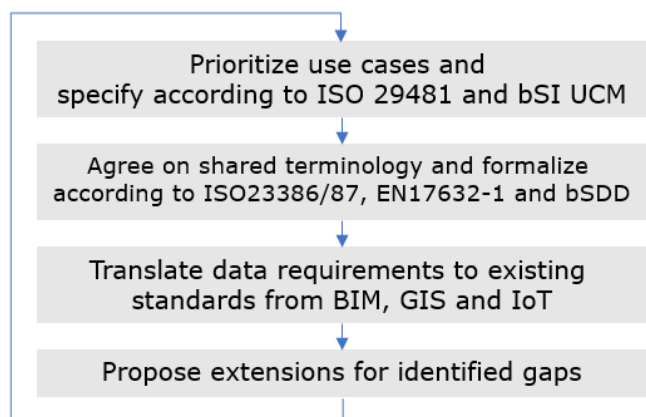 Prioritize use cases and
specify according to ISO 29481 and bSI UCM
Agree on shared terminology and formalize
according to ISO23386/87, EN17632-1 and bSDD
Translate data requirements to existing
standards from BIM, GIS and IoT
Propose extensions for identified gaps